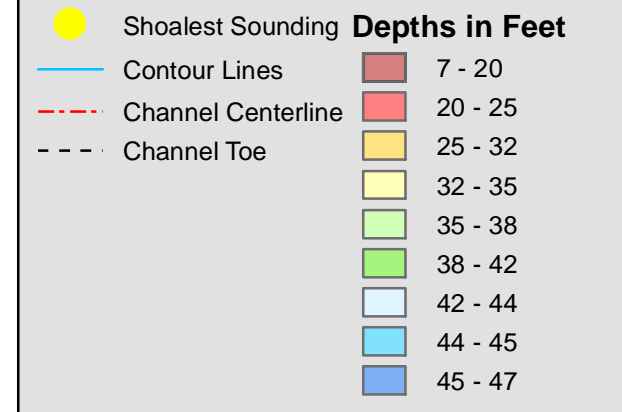 Shoalest Sounding
Contour Lines
Channel Centerline
Channel Toe
Depths in Feet
7 - 20
20 - 25
25 - 32
32 - 35
35 - 38
38 - 42
42 - 44
44 - 45
45 - 47